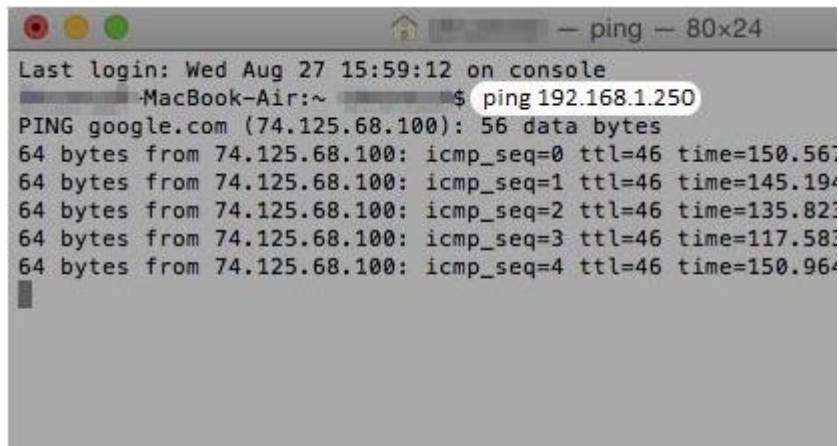 — ping — 80×24
Last login: Wed Aug 27 15:59:12 on console
-MacBook-Air:~ $ ping 192.168.1.250
PING google.com (74.125.68.100): 56 data bytes
64 bytes from 74.125.68.100: icmp_seq=0 ttl=46 time=150.567
64 bytes from 74.125.68.100: icmp_seq=1 ttl=46 time=145.194
64 bytes from 74.125.68.100: icmp_seq=2 ttl=46 time=135.823
64 bytes from 74.125.68.100: icmp_seq=3 ttl=46 time=117.583
64 bytes from 74.125.68.100: icmp_seq=4 ttl=46 time=150.964